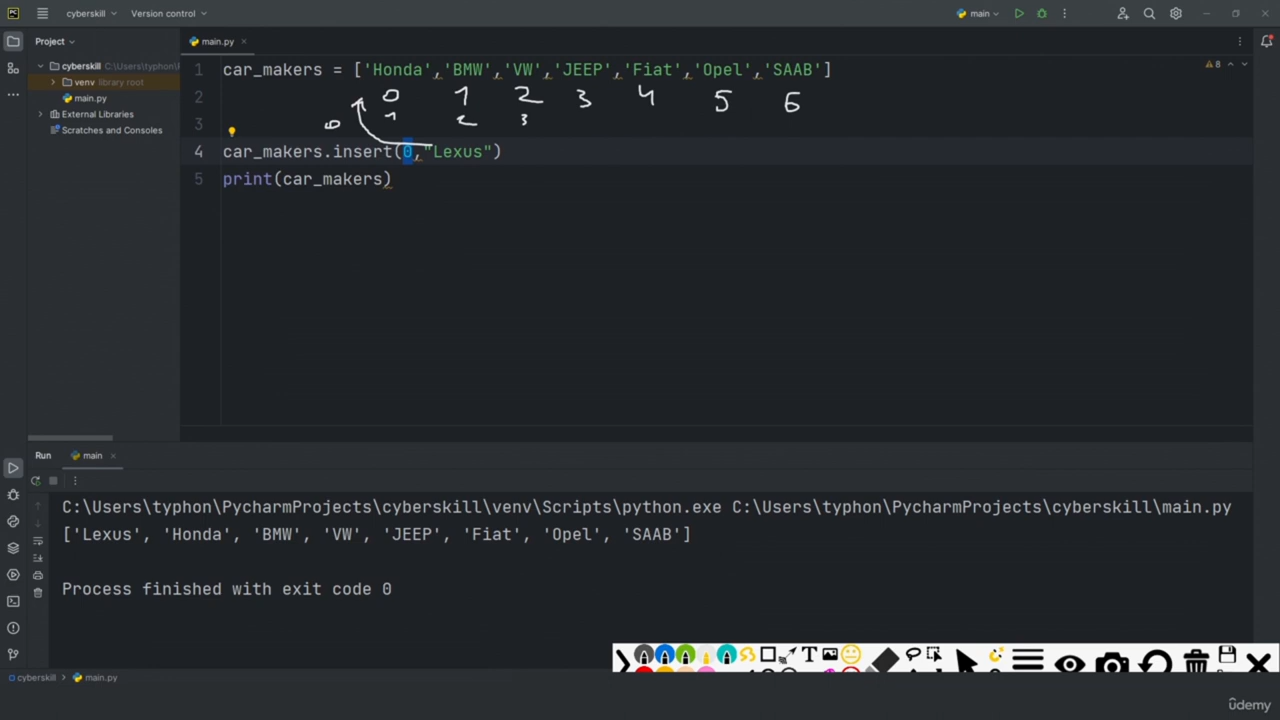 cyberskill
Version control
main
Project
main.py
cyberskill C:\Users\typhon\P
venv library root
main.py
External Libraries
Scratches and Consoles
8
1 car_makers = ['Honda','BMW','VW','JEEP','Fiat','Opel','SAAB']
2
0 1 2 3 4 5 6
0 1 2 3
3
4 car_makers.insert(0,"Lexus")
5 print(car_makers)
Run main
C:\Users\typhon\PycharmProjects\cyberskill\venv\Scripts\python.exe C:\Users\typhon\PycharmProjects\cyberskill\main.py
['Lexus', 'Honda', 'BMW', 'VW', 'JEEP', 'Fiat', 'Opel', 'SAAB']
Process finished with exit code 0
T
cyberskill > main.py
ûdemy